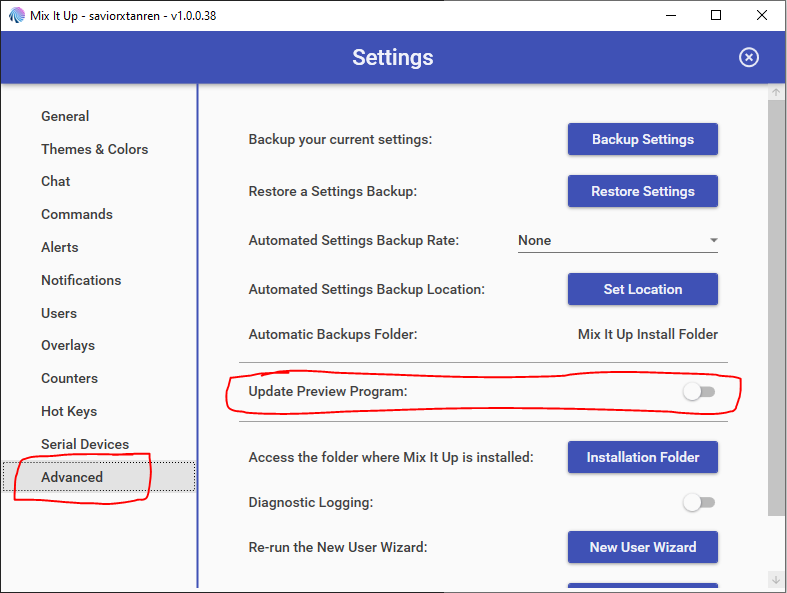 Mix It Up - saviorxtanren - v1.0.0.38
Settings
General
Themes & Colors
Chat
Commands
Alerts
Notifications
Users
Overlays
Counters
Hot Keys
Serial Devices
Advanced
Backup your current settings: Backup Settings
Restore a Settings Backup: Restore Settings
Automated Settings Backup Rate: None
Automated Settings Backup Location: Set Location
Automatic Backups Folder: Mix It Up Install Folder
Update Preview Program:
Access the folder where Mix It Up is installed: Installation Folder
Diagnostic Logging:
Re-run the New User Wizard: New User Wizard